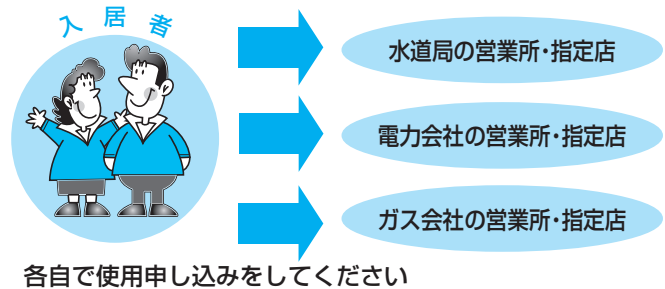 入居者
水道局の営業所・指定店
電力会社の営業所・指定店
ガス会社の営業所・指定店
各自で使用申し込みをしてください